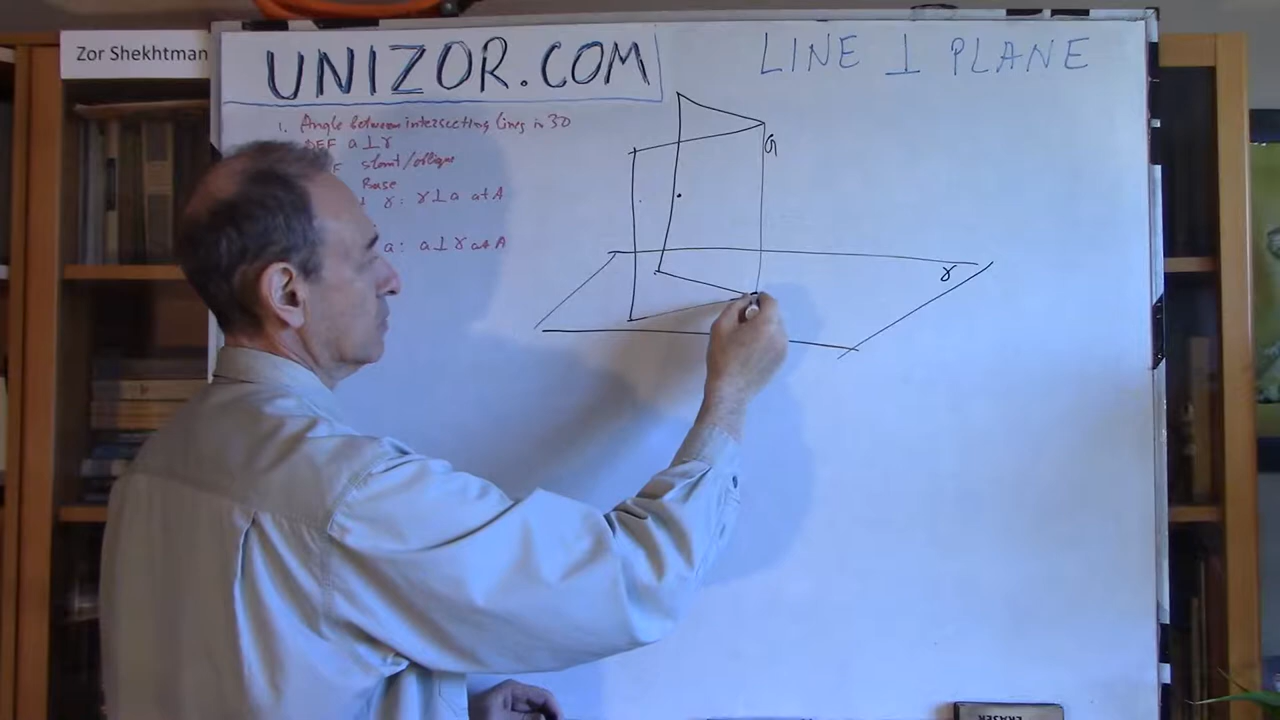 Zor Shekhtman
UNIZOR.COM
LINE ⊥ PLANE
1. Angle between intersecting lines in 3D
DEF a⊥γ
slant/oblique
Base
γ: γ⊥a at A
a: a⊥γ at A
a
γ
ERASER